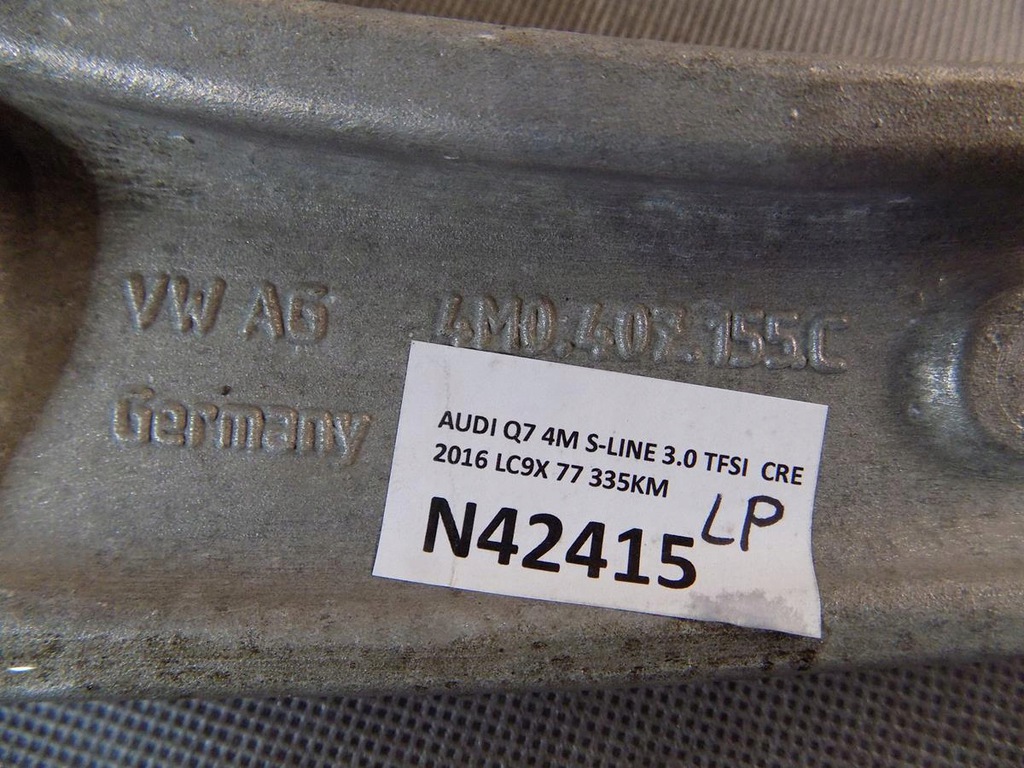 VW AG 4M0.407.155.C
Germany
AUDI Q7 4M S-LINE 3.0 TFSI CRE
2016 LC9X 77 335KM
N42415 LP